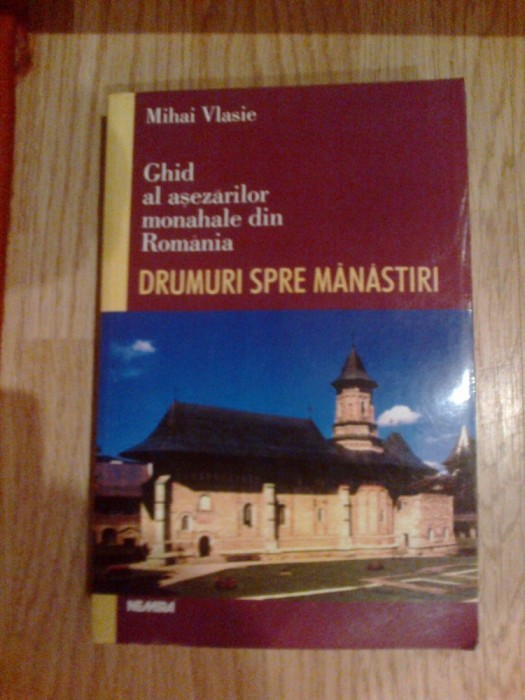 Mihai Vlasie
Ghid
al așezărilor
monahale din
România
DRUMURI SPRE MĂNĂSTIRI
NEMIRA